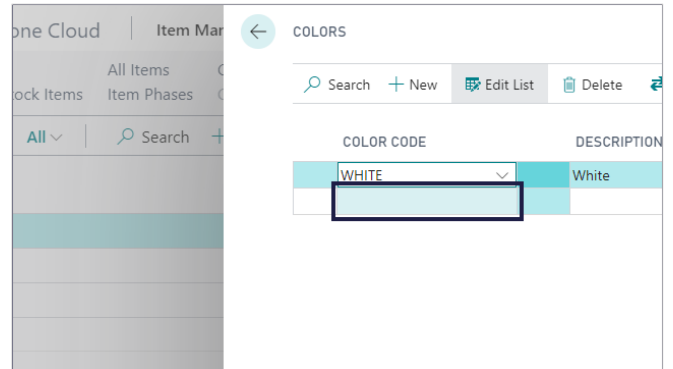 one Cloud
Item Mar
COLORS
All Items
ock Items
Item Phases
Search
New
Edit List
Delete
All
Search
COLOR CODE
DESCRIPTION
WHITE
White